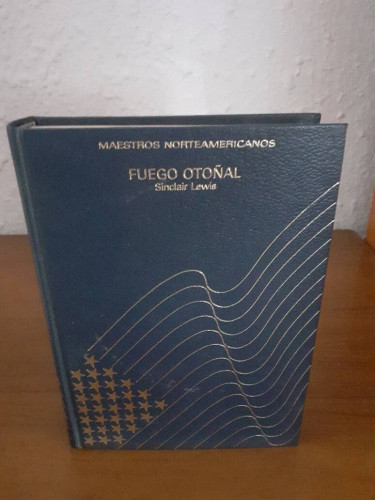 MAESTROS NORTEAMERICANOS
FUEGO OTOÑAL
Sinclair Lewis